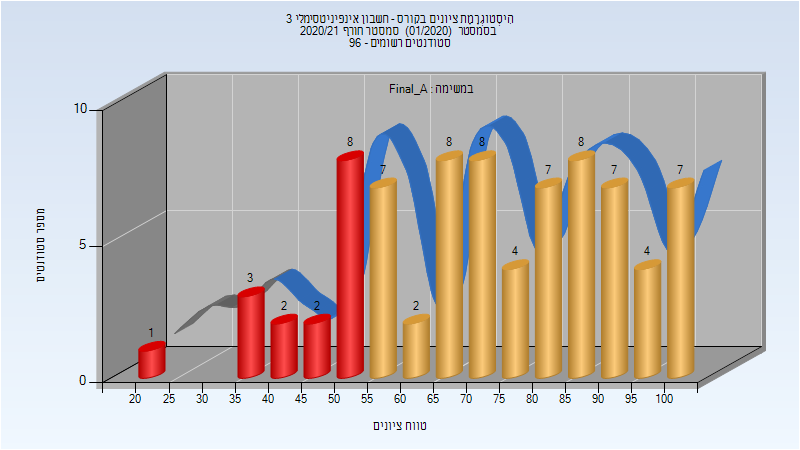 היסטוגרמת ציונים בקורס - חשבון אינפיניטסימלי 3
בסמסטר (01/2020) סמסטר חורף 2020/21
סטודנטים רשומים - 96
במשימה : Final_A
מספר סטודנטים
10
5
0
1
3
2
2
8
7
2
8
8
4
7
8
7
4
7
20 25 30 35 40 45 50 55 60 65 70 75 80 85 90 95 100
טווח ציונים